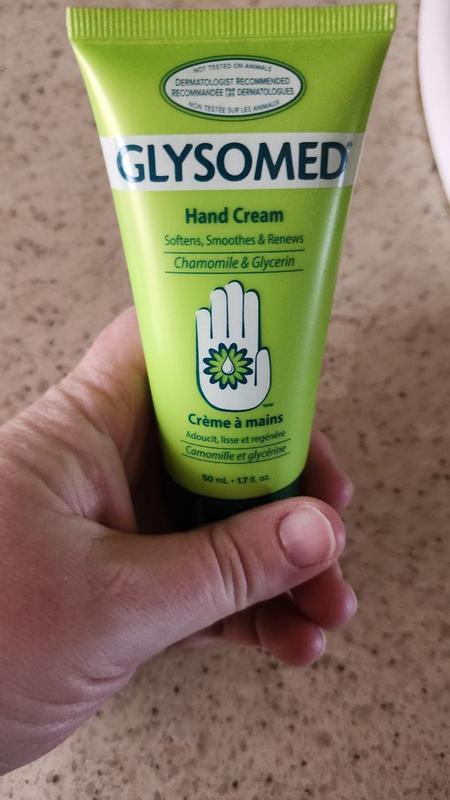 NOT TESTED ON ANIMALS
DERMATOLOGIST RECOMMENDED
RECOMMANDÉE PAR LES DERMATOLOGUES
NON TESTÉE SUR LES ANIMAUX
GLYSOMED®
Hand Cream
Softens, Smoothes & Renews
Chamomile & Glycerin
Crème à mains
Adoucit, lisse et regénère
Camomille et glycérine
50 mL • 1.7 fl. oz.